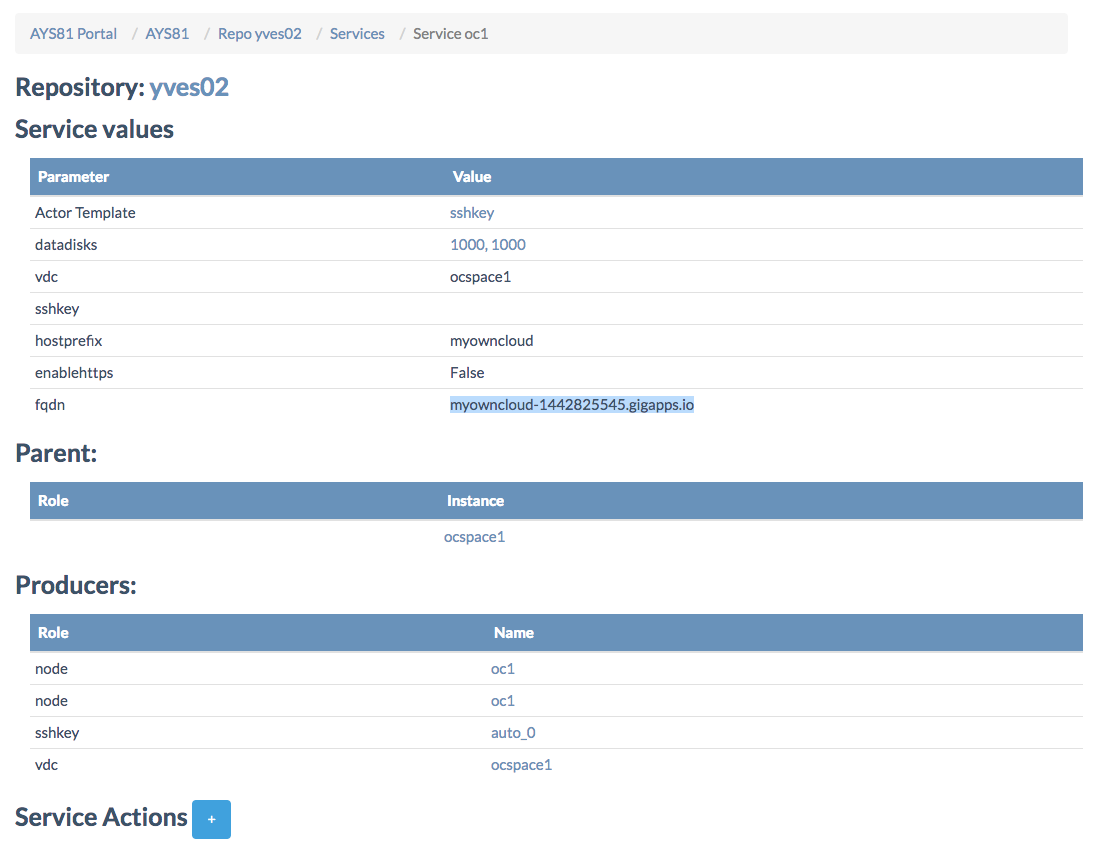 AYS81 Portal / AYS81 / Repo yves02 / Services / Service oc1
Repository: yves02
Service values
Parameter Value
Actor Template sshkey
datadisks 1000, 1000
vdc ocspace1
sshkey
hostprefix myowncloud
enablehttps False
fqdn myowncloud-1442825545.gigapps.io
Parent:
Role Instance
ocspace1
Producers:
Role Name
node oc1
node oc1
sshkey auto_0
vdc ocspace1
Service Actions +